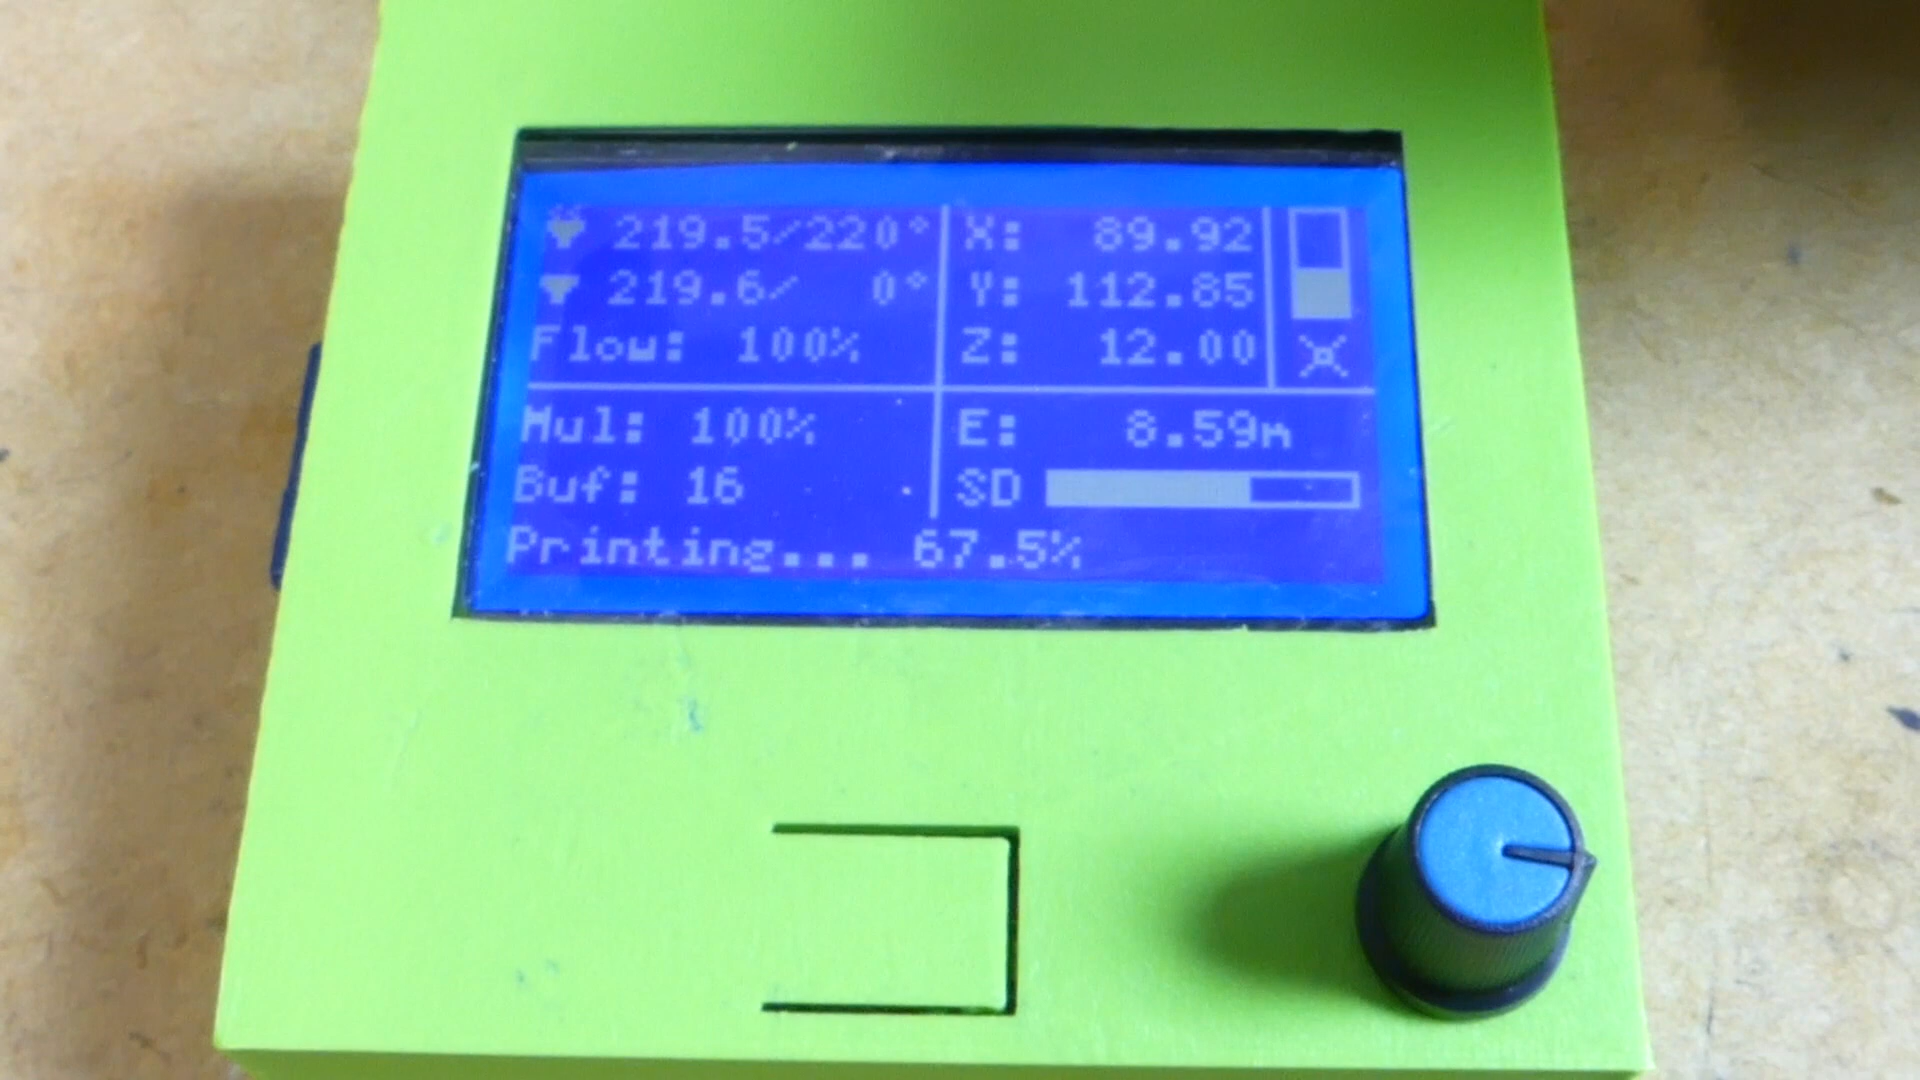 219.5/220° X: 89.92
219.6/ 0° Y: 112.85
Flow: 100% Z: 12.00
Mul: 100% E: 8.59m
Buf: 16 SD
Printing... 67.5%